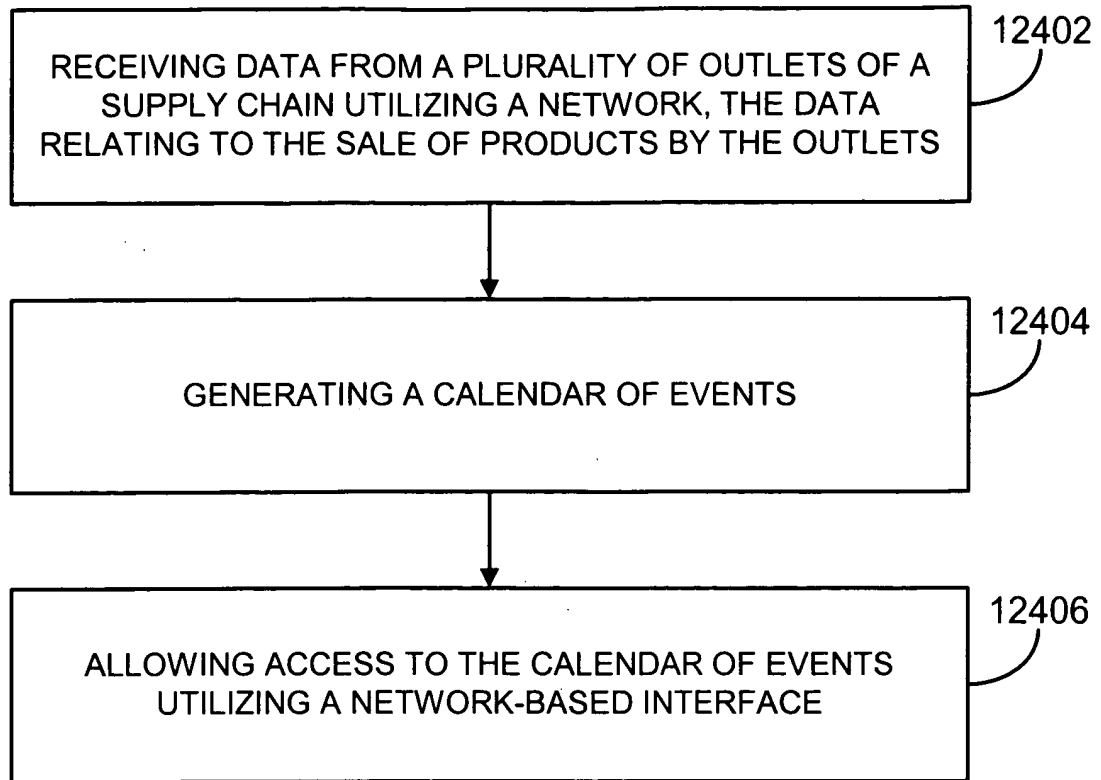 12402
RECEIVING DATA FROM A PLURALITY OF OUTLETS OF A
SUPPLY CHAIN UTILIZING A NETWORK, THE DATA
RELATING TO THE SALE OF PRODUCTS BY THE OUTLETS
12404
GENERATING A CALENDAR OF EVENTS
12406
ALLOWING ACCESS TO THE CALENDAR OF EVENTS
UTILIZING A NETWORK-BASED INTERFACE